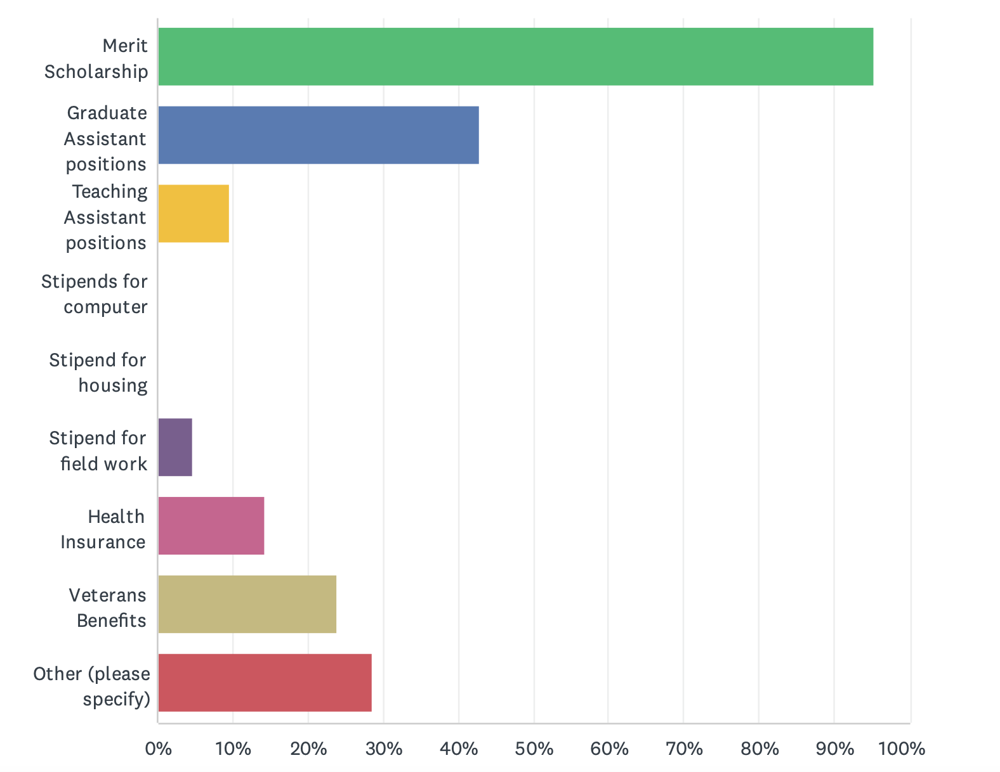 Merit
Scholarship
Graduate
Assistant
positions
Teaching
Assistant
positions
Stipends for
computer
Stipend for
housing
Stipend for
field work
Health
Insurance
Veterans
Benefits
Other (please
specify)
0% 10% 20% 30% 40% 50% 60% 70% 80% 90% 100%